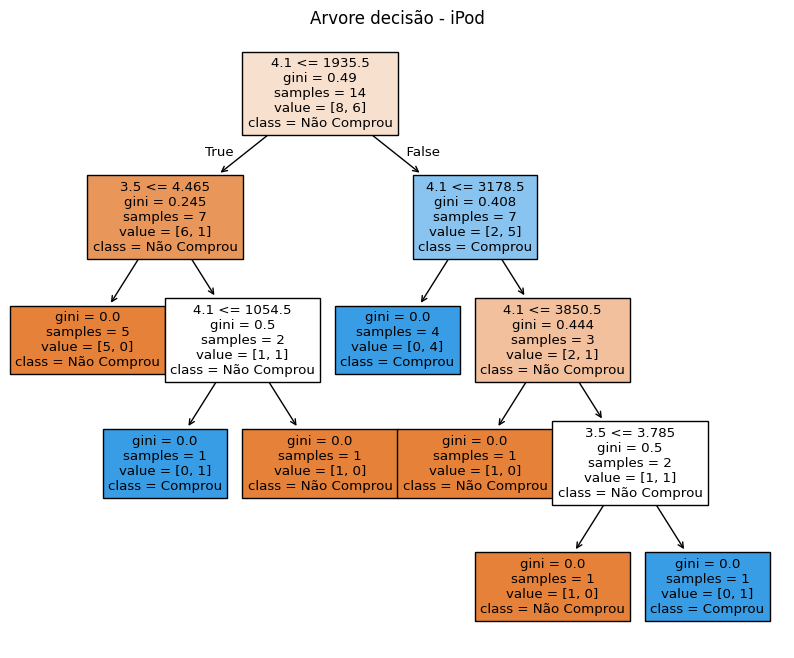 Arvore decisão - iPod
4.1 <= 1935.5
gini = 0.49
samples = 14
value = [8, 6]
class = Não Comprou
True
False
3.5 <= 4.465
gini = 0.245
samples = 7
value = [6, 1]
class = Não Comprou
4.1 <= 3178.5
gini = 0.408
samples = 7
value = [2, 5]
class = Comprou
gini = 0.0
samples = 5
value = [5, 0]
class = Não Comprou
4.1 <= 1054.5
gini = 0.5
samples = 2
value = [1, 1]
class = Não Comprou
gini = 0.0
samples = 4
value = [0, 4]
class = Comprou
4.1 <= 3850.5
gini = 0.444
samples = 3
value = [2, 1]
class = Não Comprou
gini = 0.0
samples = 1
value = [0, 1]
class = Comprou
gini = 0.0
samples = 1
value = [1, 0]
class = Não Comprou
gini = 0.0
samples = 1
value = [1, 0]
class = Não Comprou
3.5 <= 3.785
gini = 0.5
samples = 2
value = [1, 1]
class = Não Comprou
gini = 0.0
samples = 1
value = [1, 0]
class = Não Comprou
gini = 0.0
samples = 1
value = [0, 1]
class = Comprou